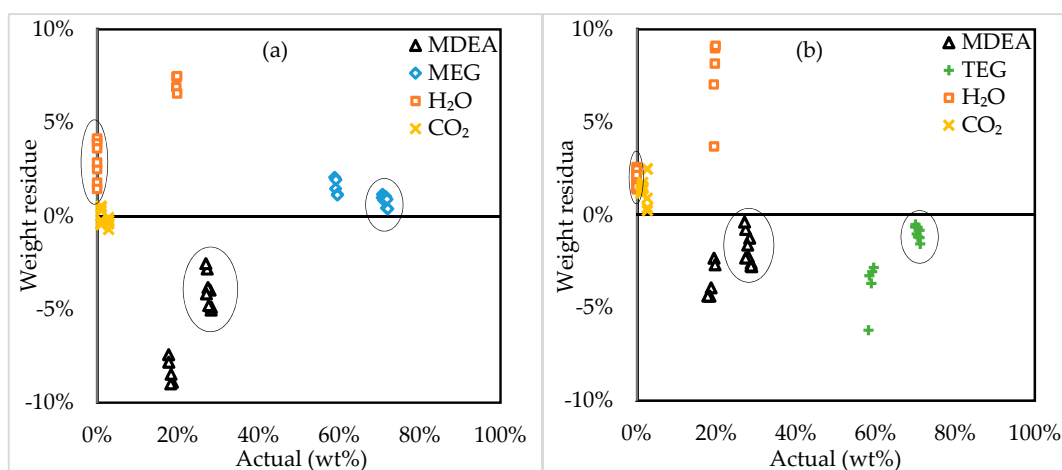 (a)
MDEA
MEG
H₂O
CO₂
10%
5%
0%
-5%
-10%
Weight residue
0% 20% 40% 60% 80% 100%
Actual (wt%)
(b)
MDEA
TEG
H₂O
CO₂
10%
5%
0%
-5%
-10%
Weight residua
0% 20% 40% 60% 80% 100%
Actual (wt%)